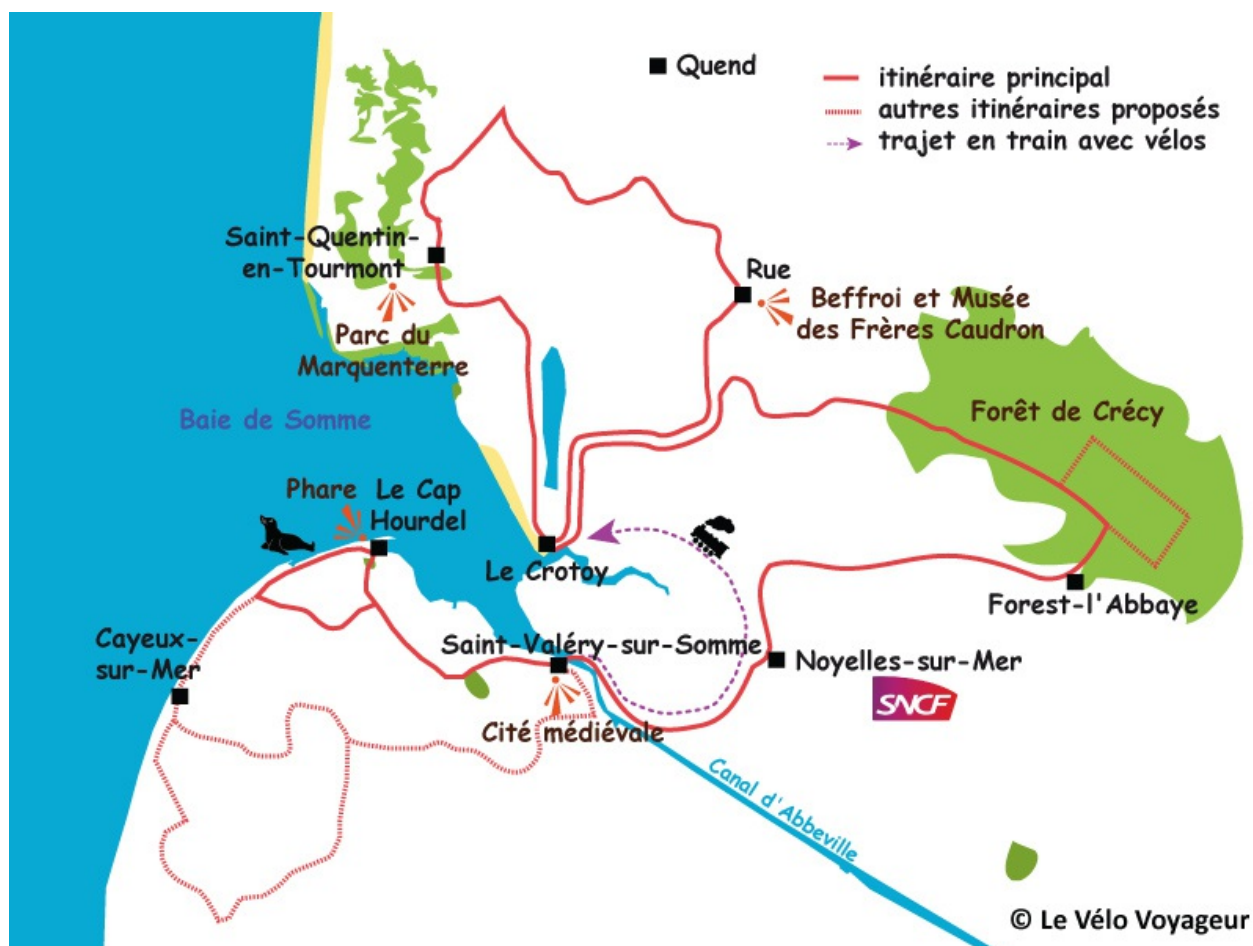 Quend
itinéraire principal
autres itinéraires proposés
trajet en train avec vélos
Saint-Quentin-
en-Tourmont
Rue
Beffroi et Musée
des Frères Caudron
Parc du
Marquenterre
Baie de Somme
Forêt de Crécy
Phare
Le Cap
Hourdel
Le Crotoy
Forest-l'Abbaye
Cayeux-
sur-Mer
Saint-Valéry-sur-Somme
Noyelles-sur-Mer
SNCF
Cité médiévale
Canal d'Abbeville
© Le Vélo Voyageur